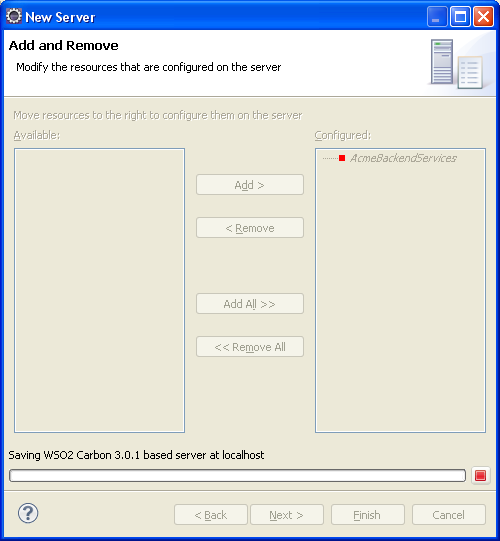 New Server
Add and Remove
Modify the resources that are configured on the server
Move resources to the right to configure them on the server
Available:
Configured:
AcmeBackendServices
Add >
< Remove
Add All >>
<< Remove All
Saving WSO2 Carbon 3.0.1 based server at localhost
?
< Back
Next >
Finish
Cancel